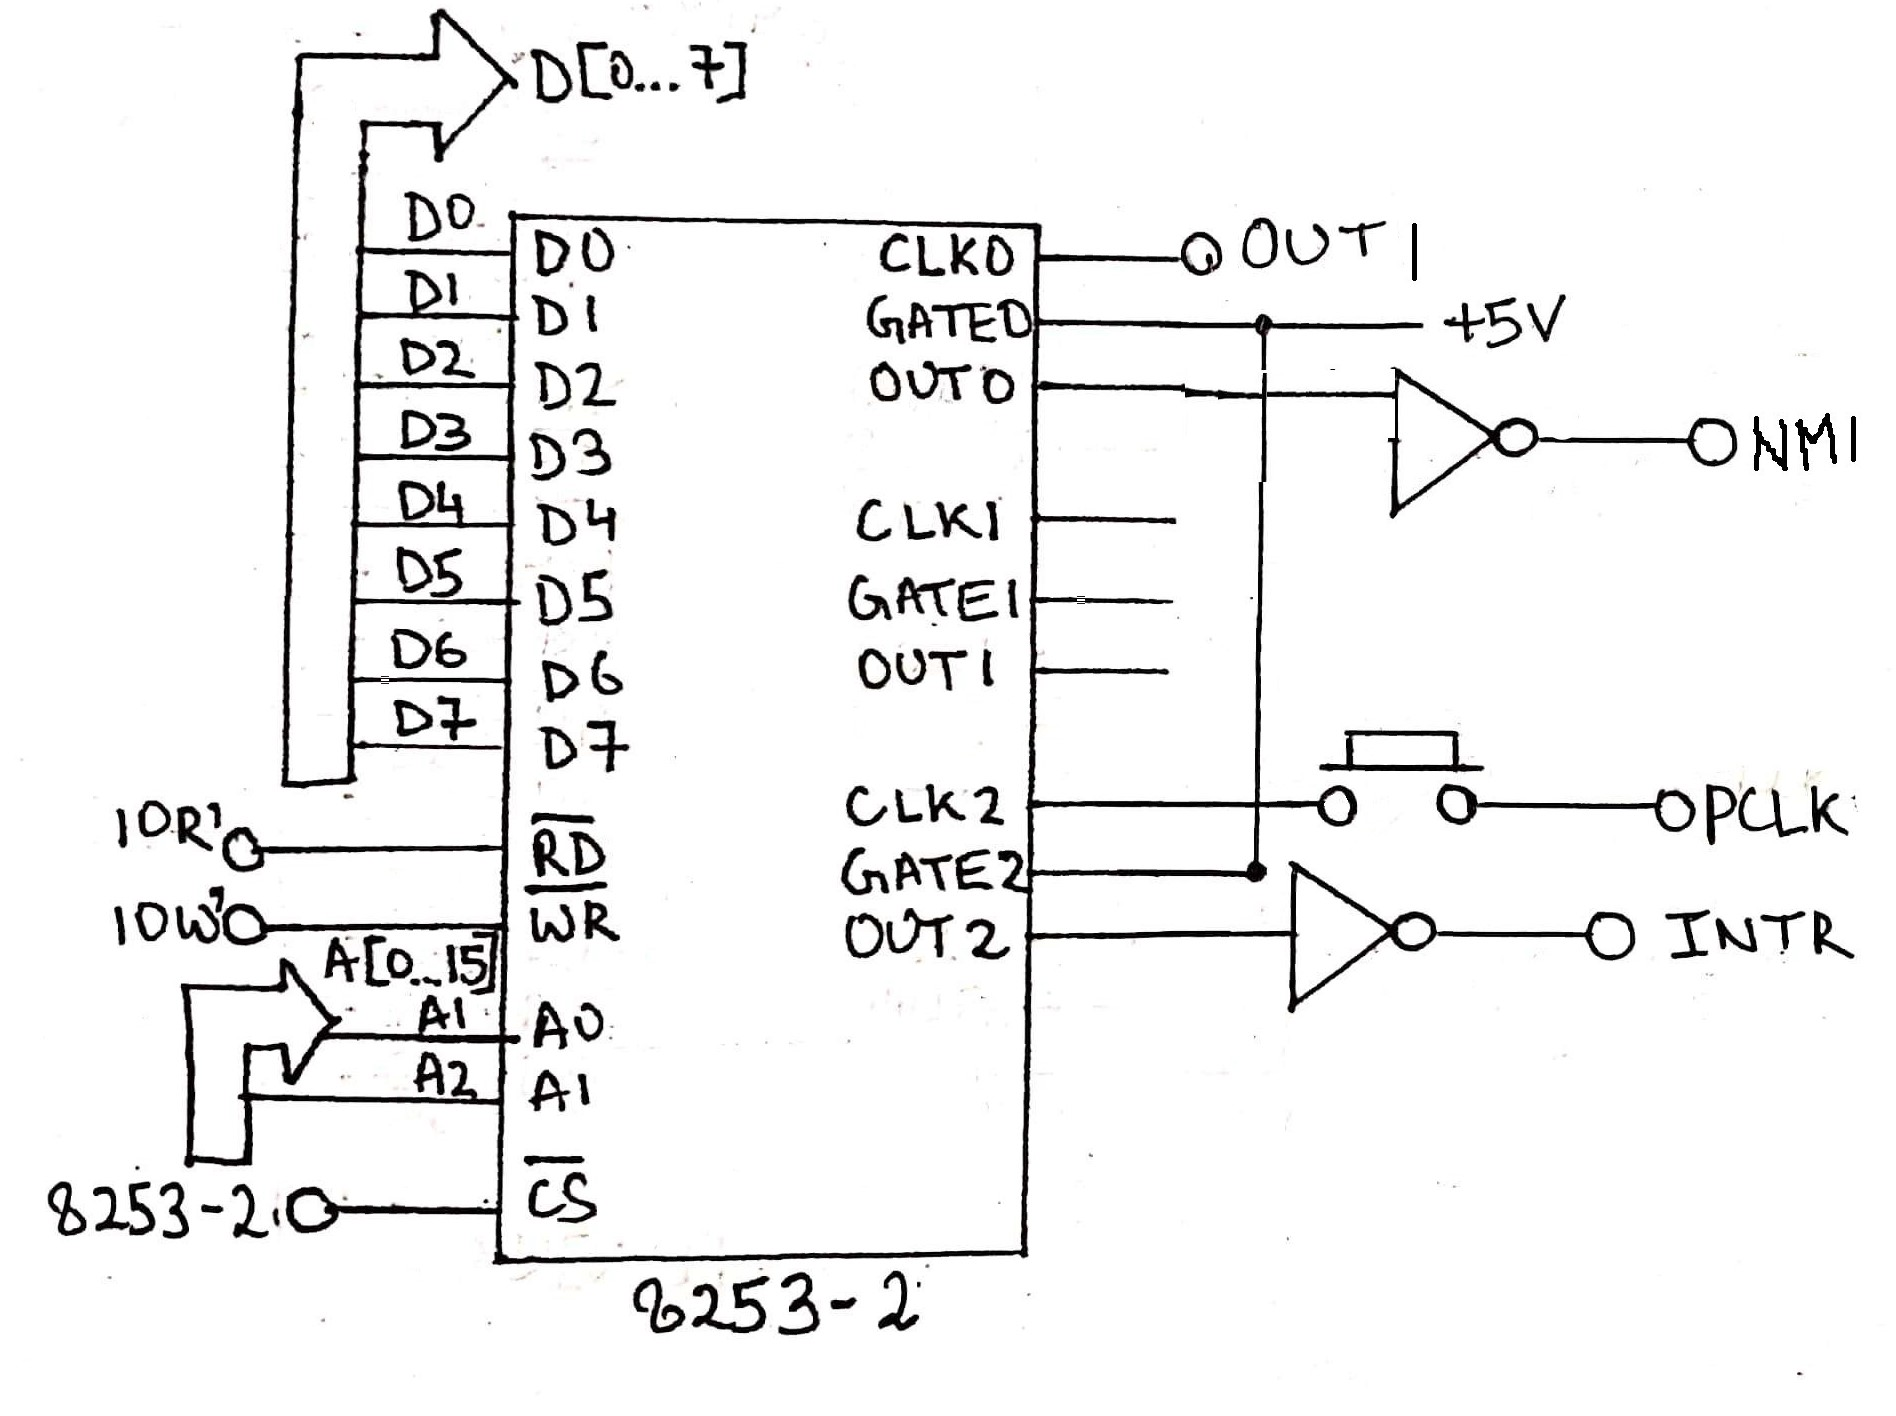 D[0...7]
D0
D0
CLK0
OUT1
D1
D1
GATE0
+5V
D2
D2
OUT0
D3
D3
NMI
D4
D4
CLK1
D5
D5
GATE1
D6
D6
OUT1
D7
D7
IOR'
RD
CLK2
PCLK
GATE2
IOW'
WR
OUT2
INTR
A[0...15]
A1
A0
A2
A1
8253-2
CS
8253-2